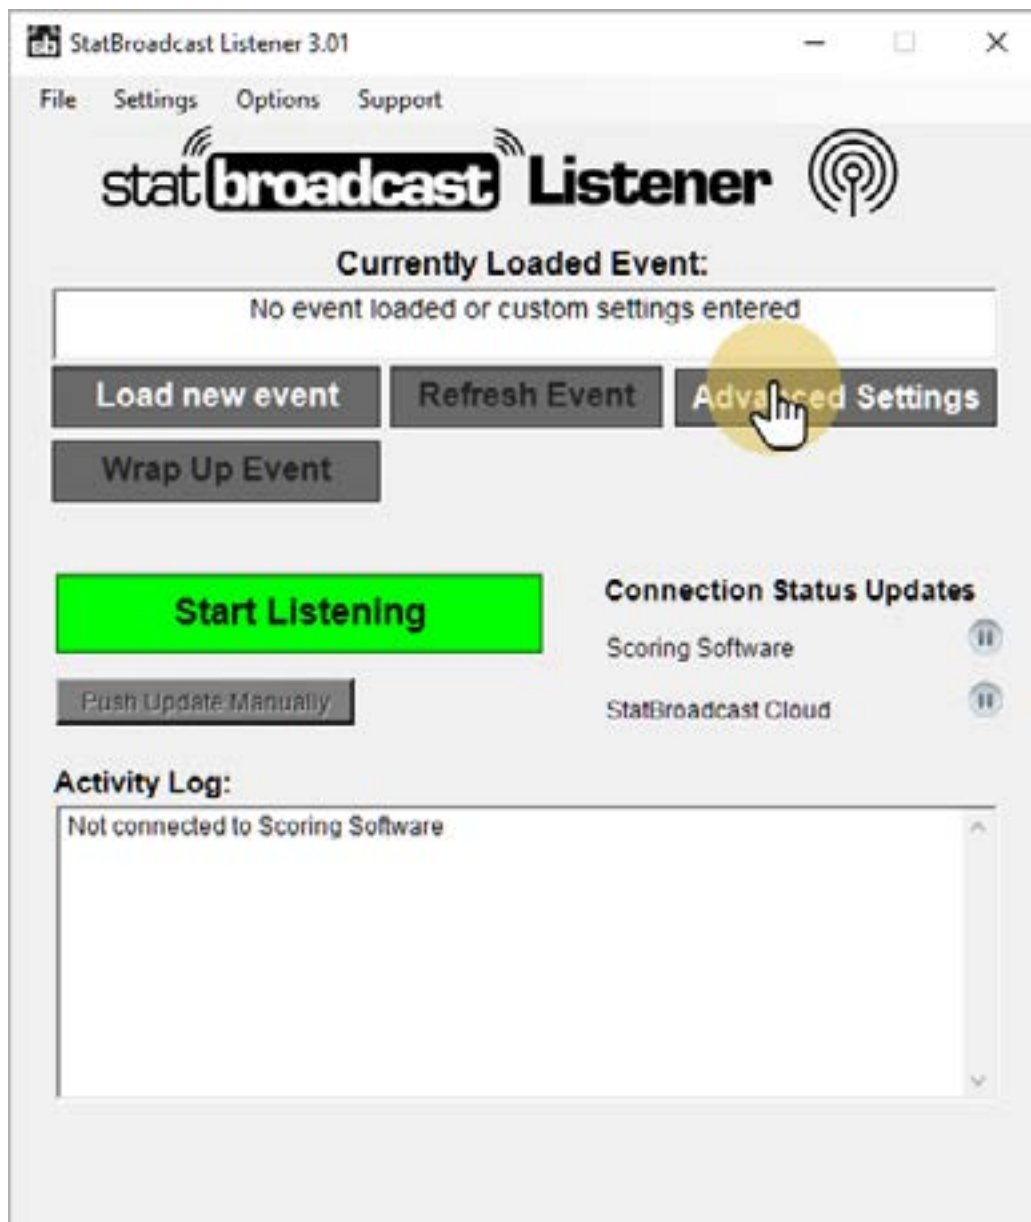 StatBroadcast Listener 3.01
File Settings Options Support
stat broadcast Listener
Currently Loaded Event:
No event loaded or custom settings entered
Load new event Refresh Event Advanced Settings
Wrap Up Event
Start Listening
Connection Status Updates
Scoring Software
Push Update Manually
StatBroadcast Cloud
Activity Log:
Not connected to Scoring Software